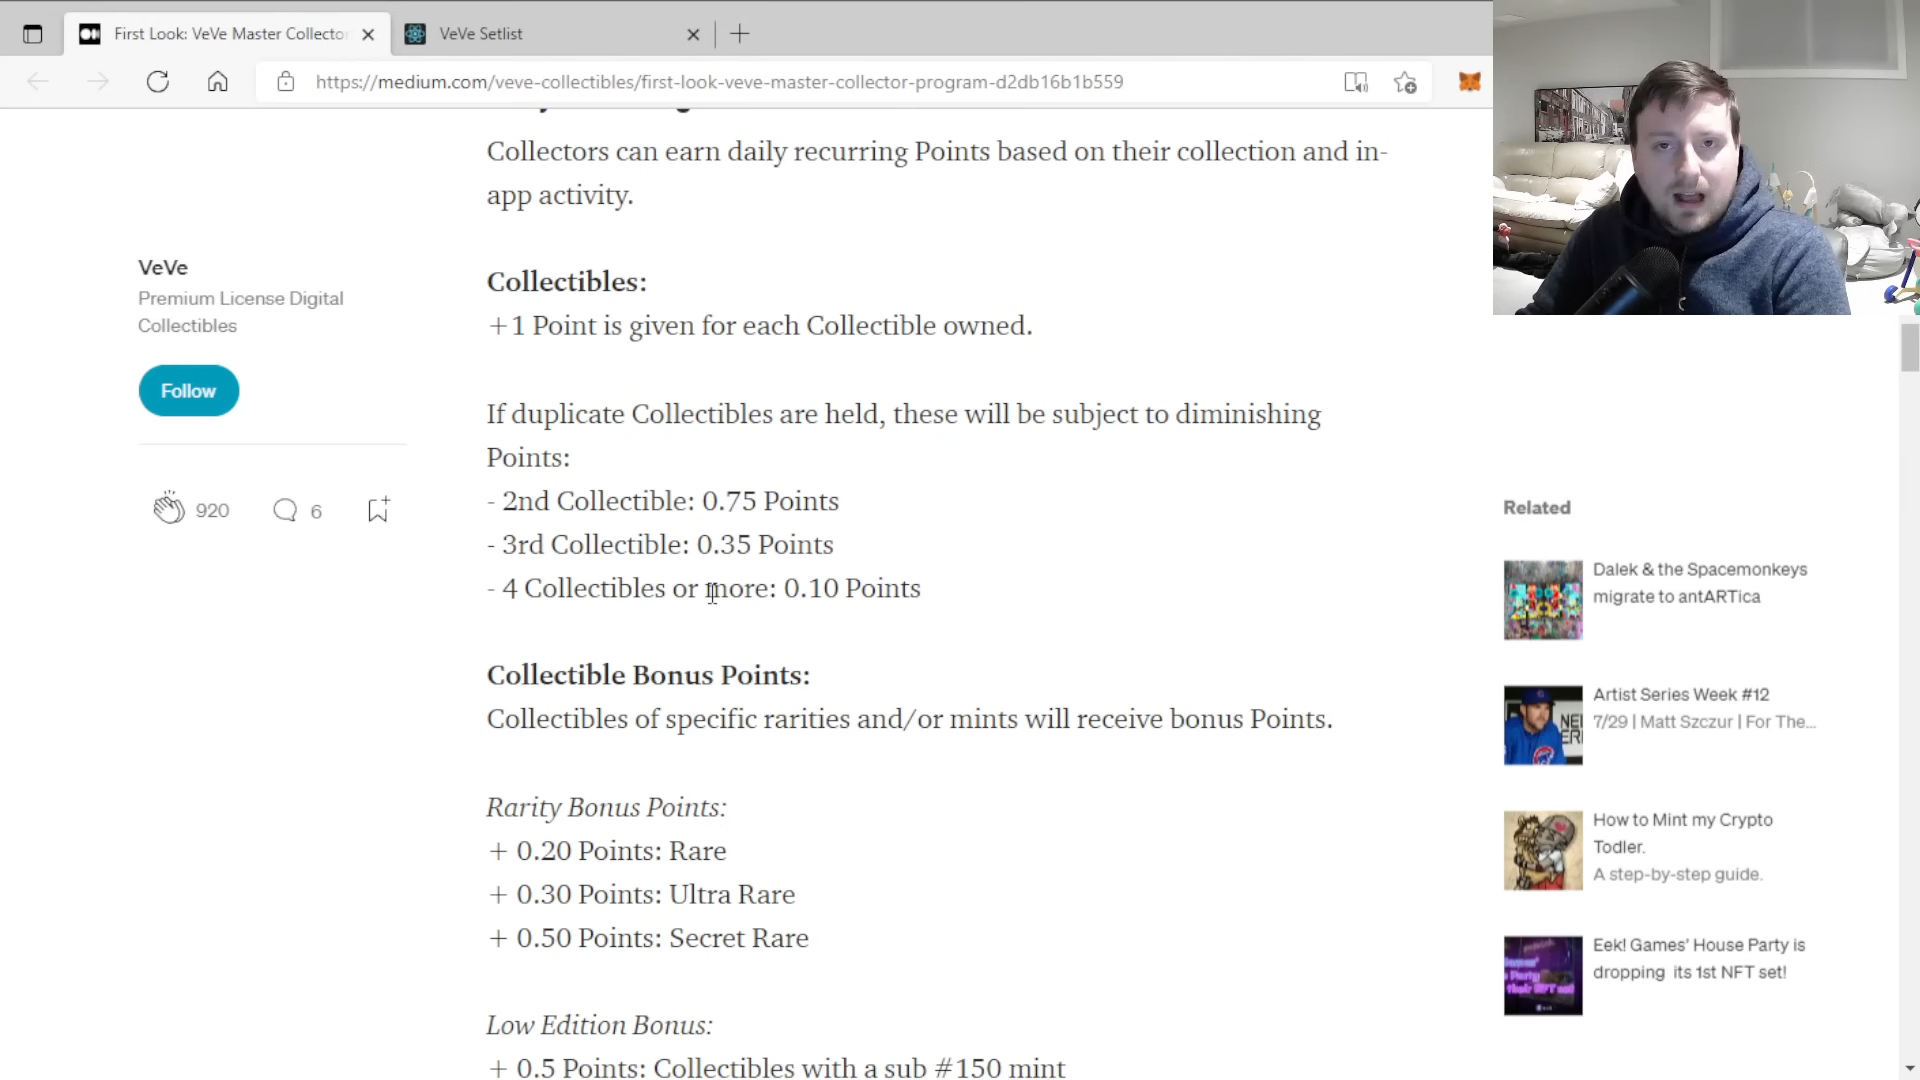 First Look: VeVe Master Collector
VeVe Setlist
https://medium.com/veve-collectibles/first-look-veve-master-collector-program-d2db16b1b559
Collectors can earn daily recurring Points based on their collection and in-
app activity.
VeVe
Premium License Digital
Collectibles
Follow
920
6
Collectibles:
+1 Point is given for each Collectible owned.
If duplicate Collectibles are held, these will be subject to diminishing
Points:
- 2nd Collectible: 0.75 Points
- 3rd Collectible: 0.35 Points
- 4 Collectibles or more: 0.10 Points
Collectible Bonus Points:
Collectibles of specific rarities and/or mints will receive bonus Points.
Rarity Bonus Points:
+ 0.20 Points: Rare
+ 0.30 Points: Ultra Rare
+ 0.50 Points: Secret Rare
Low Edition Bonus:
+ 0.5 Points: Collectibles with a sub #150 mint
Related
Dalek & the Spacemonkeys
migrate to antARTica
Artist Series Week #12
7/29 | Matt Szczur | For The...
How to Mint my Crypto
Todler.
A step-by-step guide.
Eek! Games' House Party is
dropping its 1st NFT set!